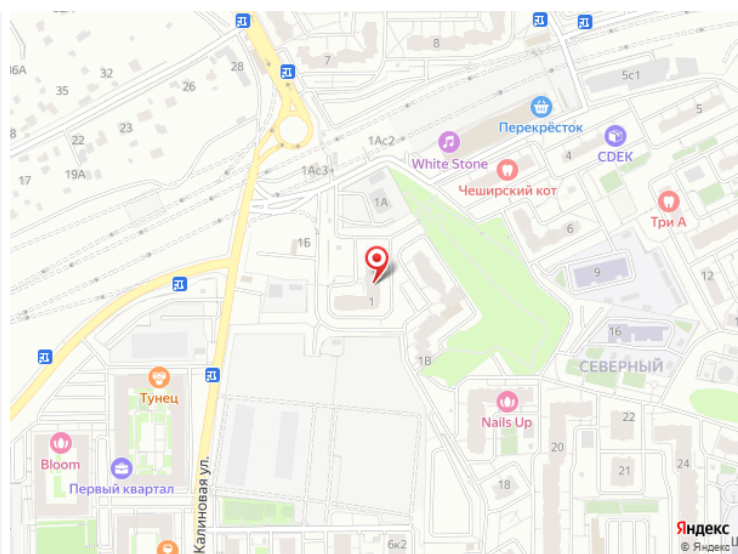 32А
7
8
28
36А
32
35
26
5с1
22
23
5
Перекрёсток
1Ас2
White Stone
4
CDEK
19А
1Ас3
Чеширский кот
1А
Три А
6
1Б
9
12
1
16
1В
СЕВЕРНЫЙ
Тунец
Nails Up
22
20
Bloom
21
24
18
Первый квартал
Калиновая ул.
6к2
Яндекс
© Яндекс